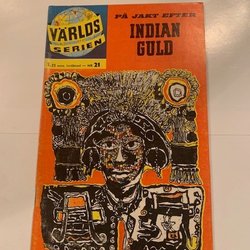 VÄRLDS
SERIEN
PÅ JAKT EFTER
INDIAN
GULD
NR 21